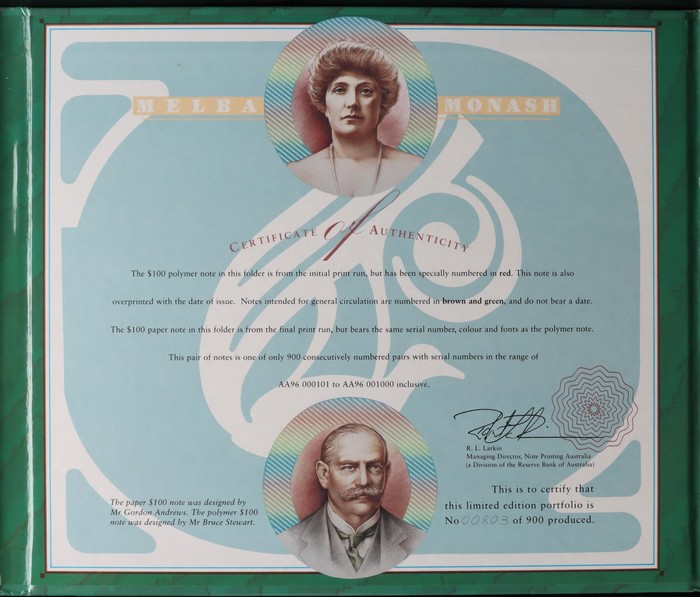 MELBA MONASH
CERTIFICATE of AUTHENTICITY
The $100 polymer note in this folder is from the initial print run, but has been specially numbered in red. This note is also
overprinted with the date of issue. Notes intended for general circulation are numbered in brown and green, and do not bear a date.
The $100 paper note in this folder is from the final print run, but bears the same serial number, colour and fonts as the polymer note.
This pair of notes is one of only 900 consecutively numbered pairs with serial numbers in the range of
AA96 000101 to AA96 001000 inclusive.
R. L. Larkin
Managing Director, Note Printing Australia
(a Division of the Reserve Bank of Australia)
The paper $100 note was designed by
Mr Gordon Andrews. The polymer $100
note was designed by Mr Bruce Stewart.
This is to certify that
this limited edition portfolio is
No 00803 of 900 produced.